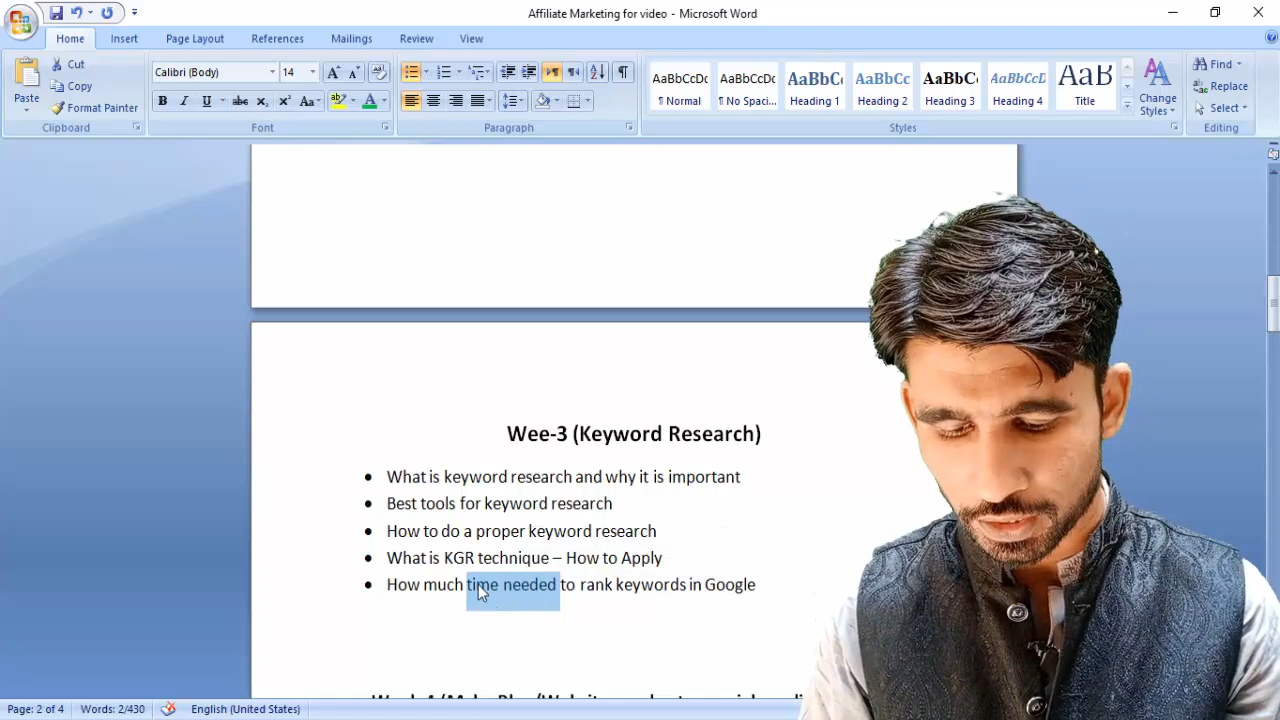 Affiliate Marketing for video - Microsoft Word
Home Insert Page Layout References Mailings Review View
Paste
Cut
Copy
Format Painter
Clipboard
Calibri (Body) 14
Font
Paragraph
AaBbCcDc AaBbCcDc AaBbC AaBbCc AaBbC AaBbCcD AaB
¶ Normal ¶ No Spaci... Heading 1 Heading 2 Heading 3 Heading 4 Title
Change Styles
Styles
Find
Replace
Select
Editing
Wee-3 (Keyword Research)
• What is keyword research and why it is important
• Best tools for keyword research
• How to do a proper keyword research
• What is KGR technique – How to Apply
• How much time needed to rank keywords in Google
Page: 2 of 4 Words: 2/430 English (United States)